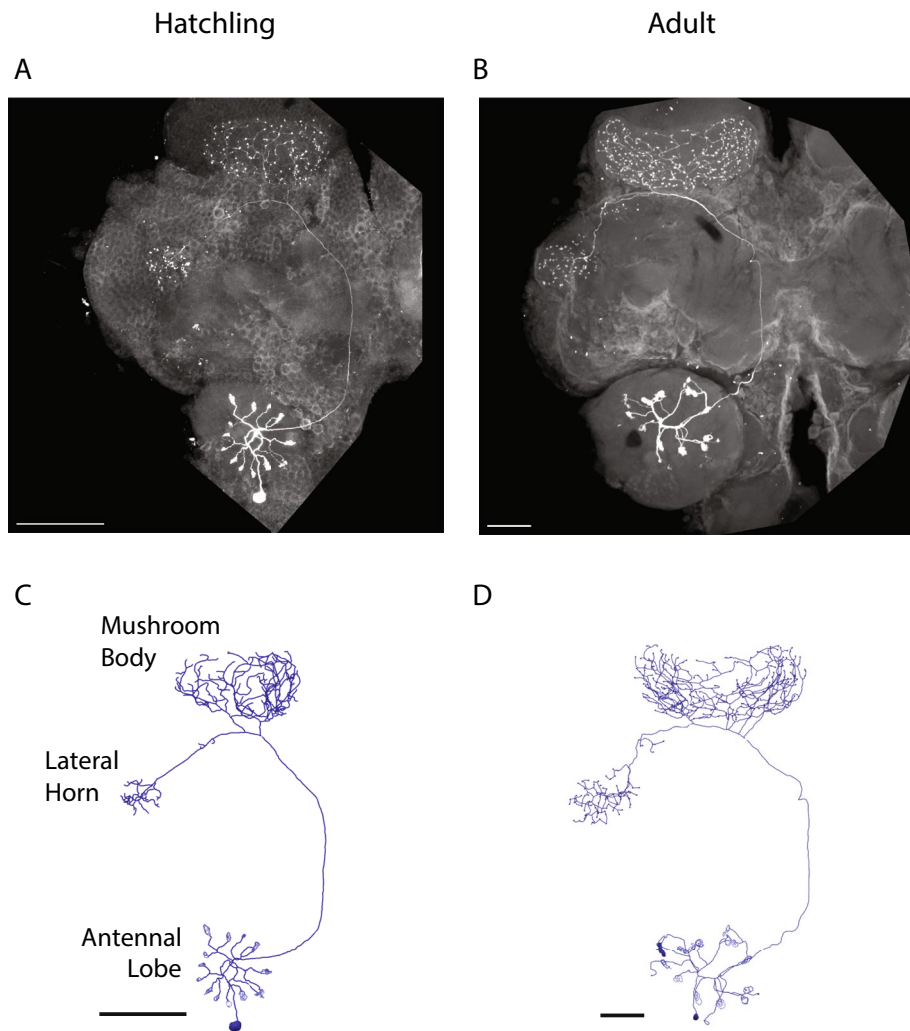 Hatchling
Adult
A
B
C
D
Mushroom
Body
Lateral
Horn
Antennal
Lobe